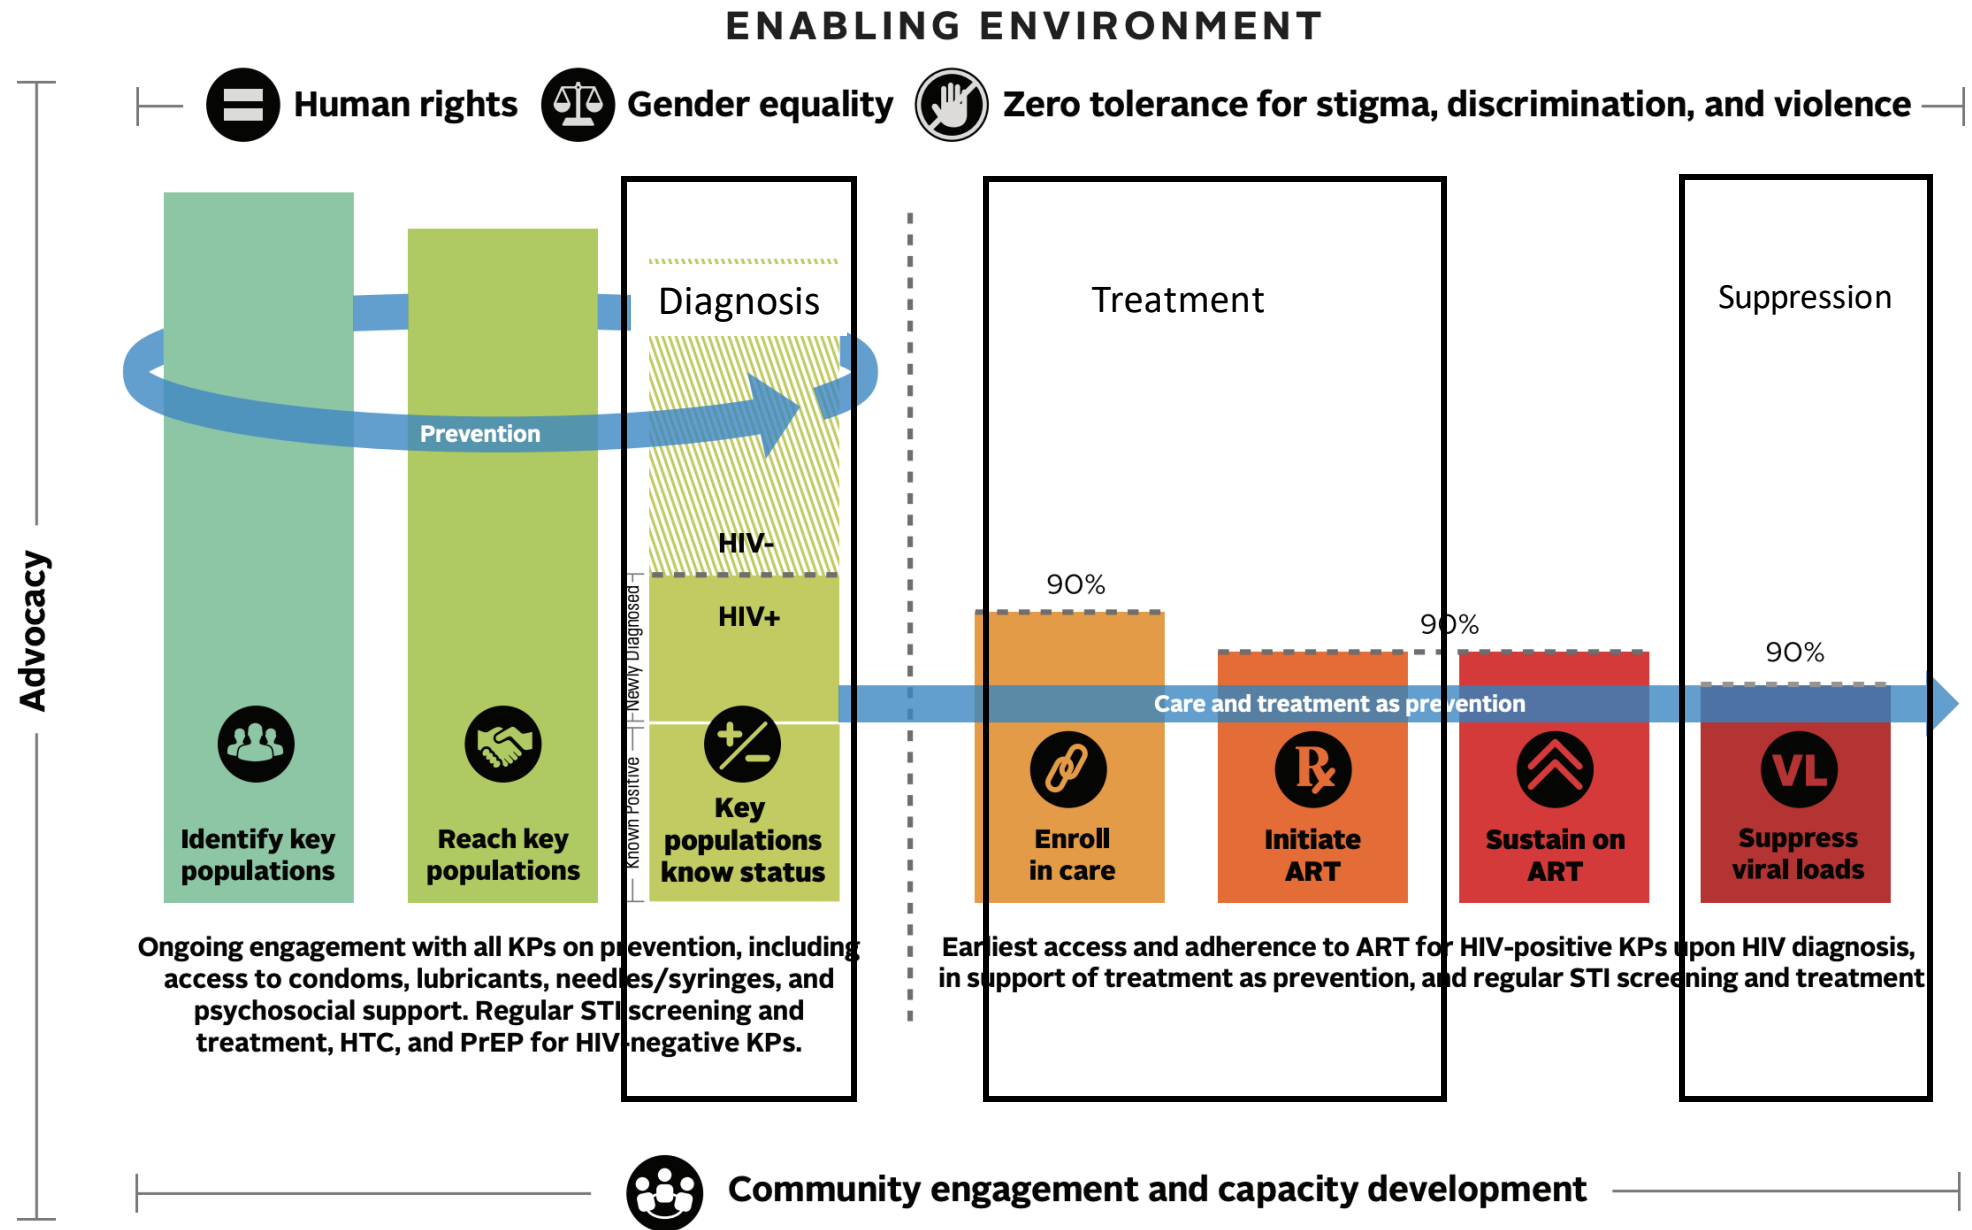 ENABLING ENVIRONMENT
Human rights
Gender equality
Zero tolerance for stigma, discrimination, and violence
Advocacy
Diagnosis
Treatment
Suppression
Prevention
HIV-
HIV+
Newly Diagnosed
Known Positive
90%
90%
90%
Care and treatment as prevention
Identify key
populations
Reach key
populations
+/-
Key
populations
know status
Enroll
in care
Rx
Initiate
ART
Sustain on
ART
VL
Suppress
viral loads
Ongoing engagement with all KPs on prevention, including
access to condoms, lubricants, needles/syringes, and
psychosocial support. Regular STI screening and
treatment, HTC, and PrEP for HIV-negative KPs.
Earliest access and adherence to ART for HIV-positive KPs upon HIV diagnosis,
in support of treatment as prevention, and regular STI screening and treatment
Community engagement and capacity development